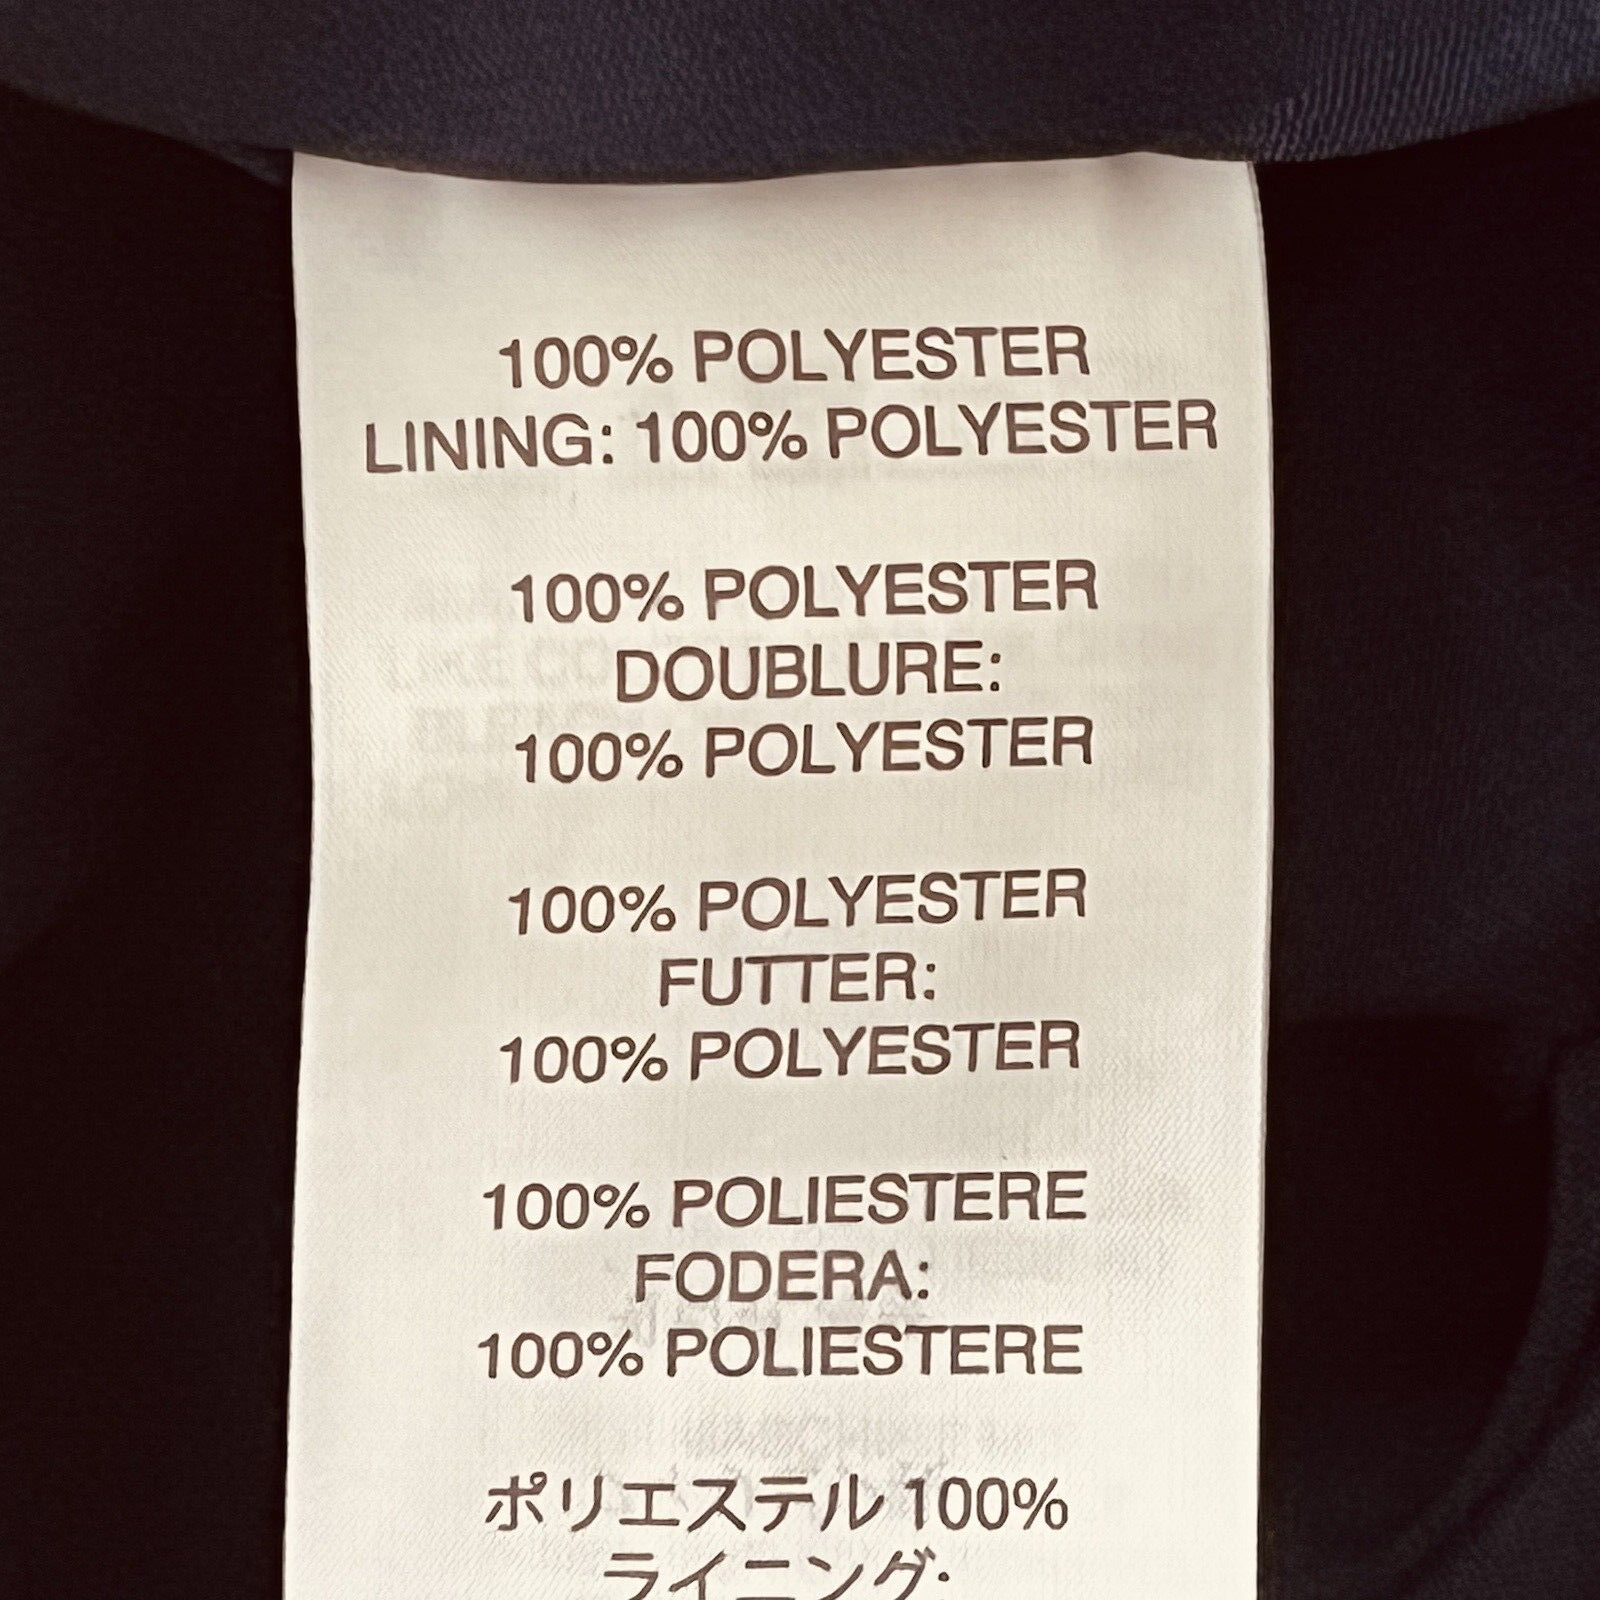 100% POLYESTER
LINING: 100% POLYESTER
100% POLYESTER
DOUBLURE:
100% POLYESTER
100% POLYESTER
FUTTER:
100% POLYESTER
100% POLIESTERE
FODERA:
100% POLIESTERE
ポリエステル 100%
ライニング: